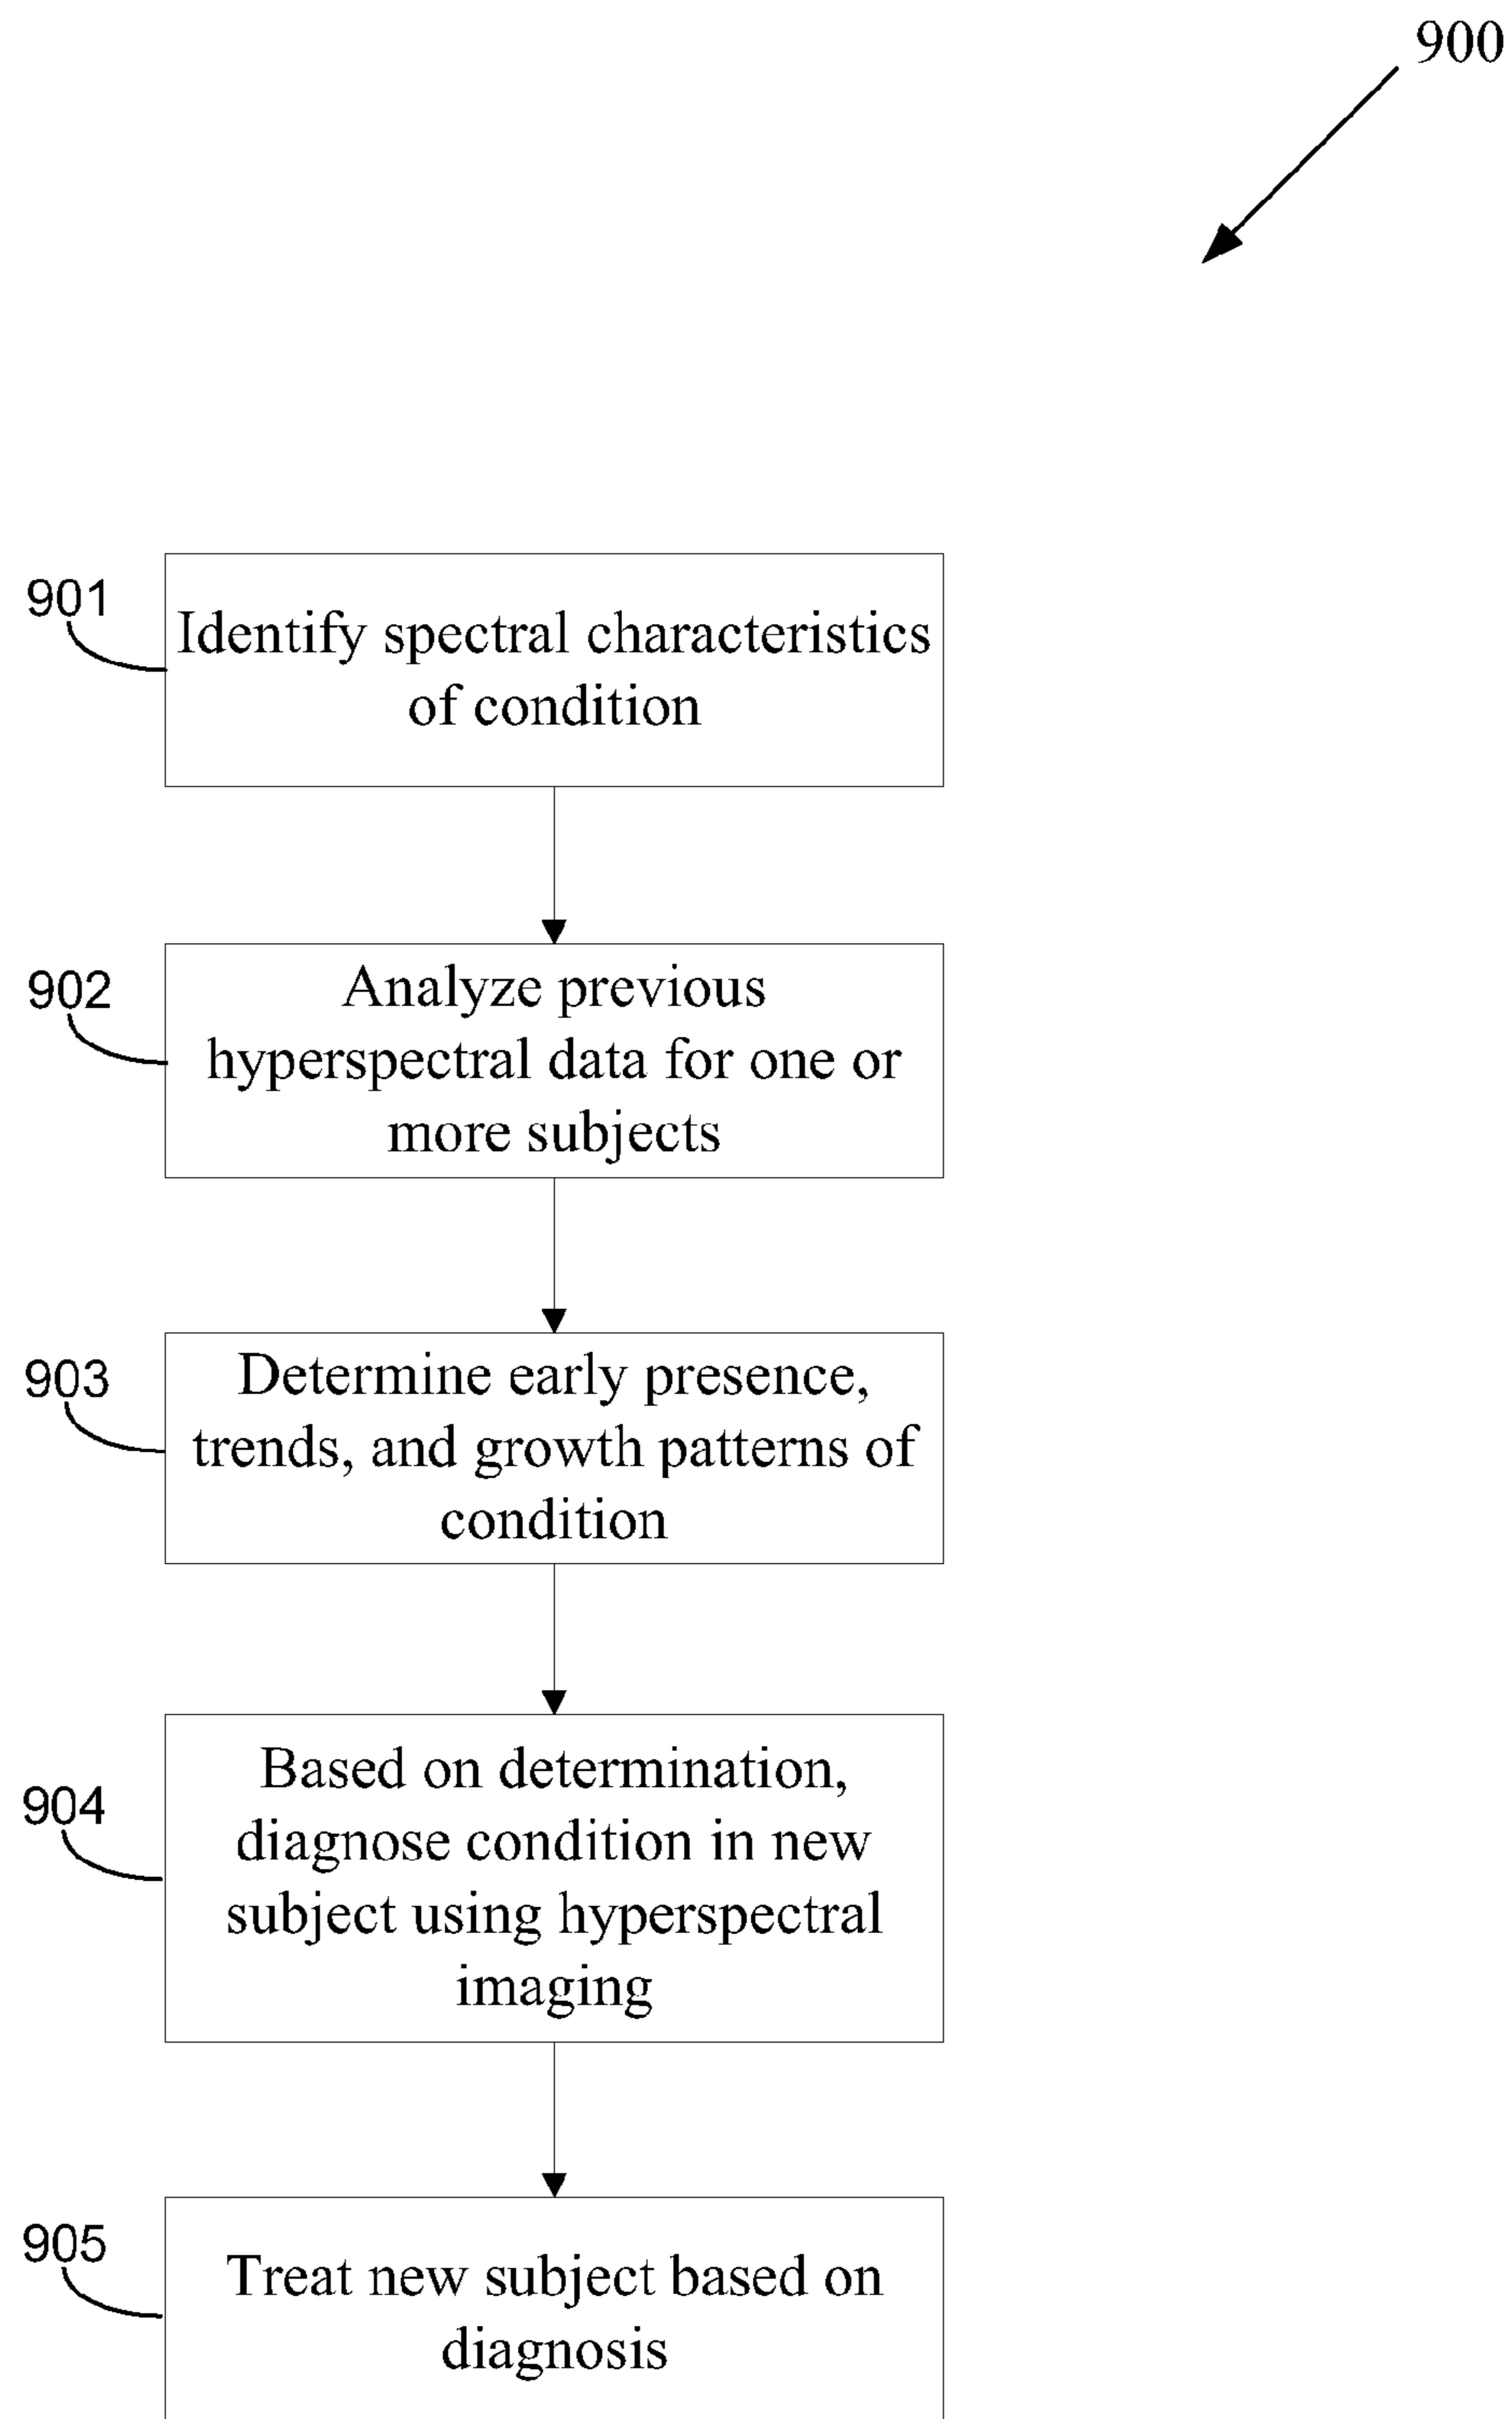 900
901
Identify spectral characteristics
of condition
902
Analyze previous
hyperspectral data for one or
more subjects
903
Determine early presence,
trends, and growth patterns of
condition
904
Based on determination,
diagnose condition in new
subject using hyperspectral
imaging
905
Treat new subject based on
diagnosis